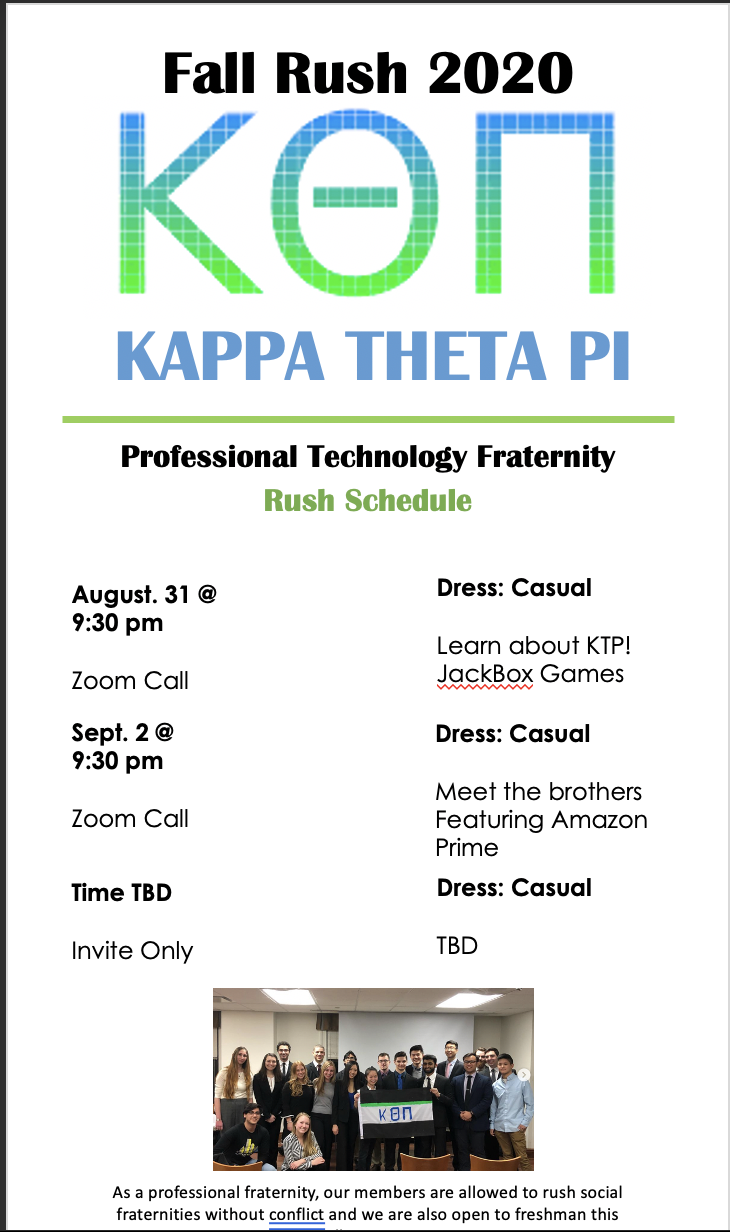 Fall Rush 2020
ΚΘΠ
KAPPA THETA PI
Professional Technology Fraternity
Rush Schedule
August. 31 @
9:30 pm
Zoom Call
Dress: Casual
Learn about KTP!
JackBox Games
Sept. 2 @
9:30 pm
Zoom Call
Dress: Casual
Meet the brothers
Featuring Amazon
Prime
Time TBD
Invite Only
Dress: Casual
TBD
ΚΘΠ
As a professional fraternity, our members are allowed to rush social
fraternities without conflict and we are also open to freshman this